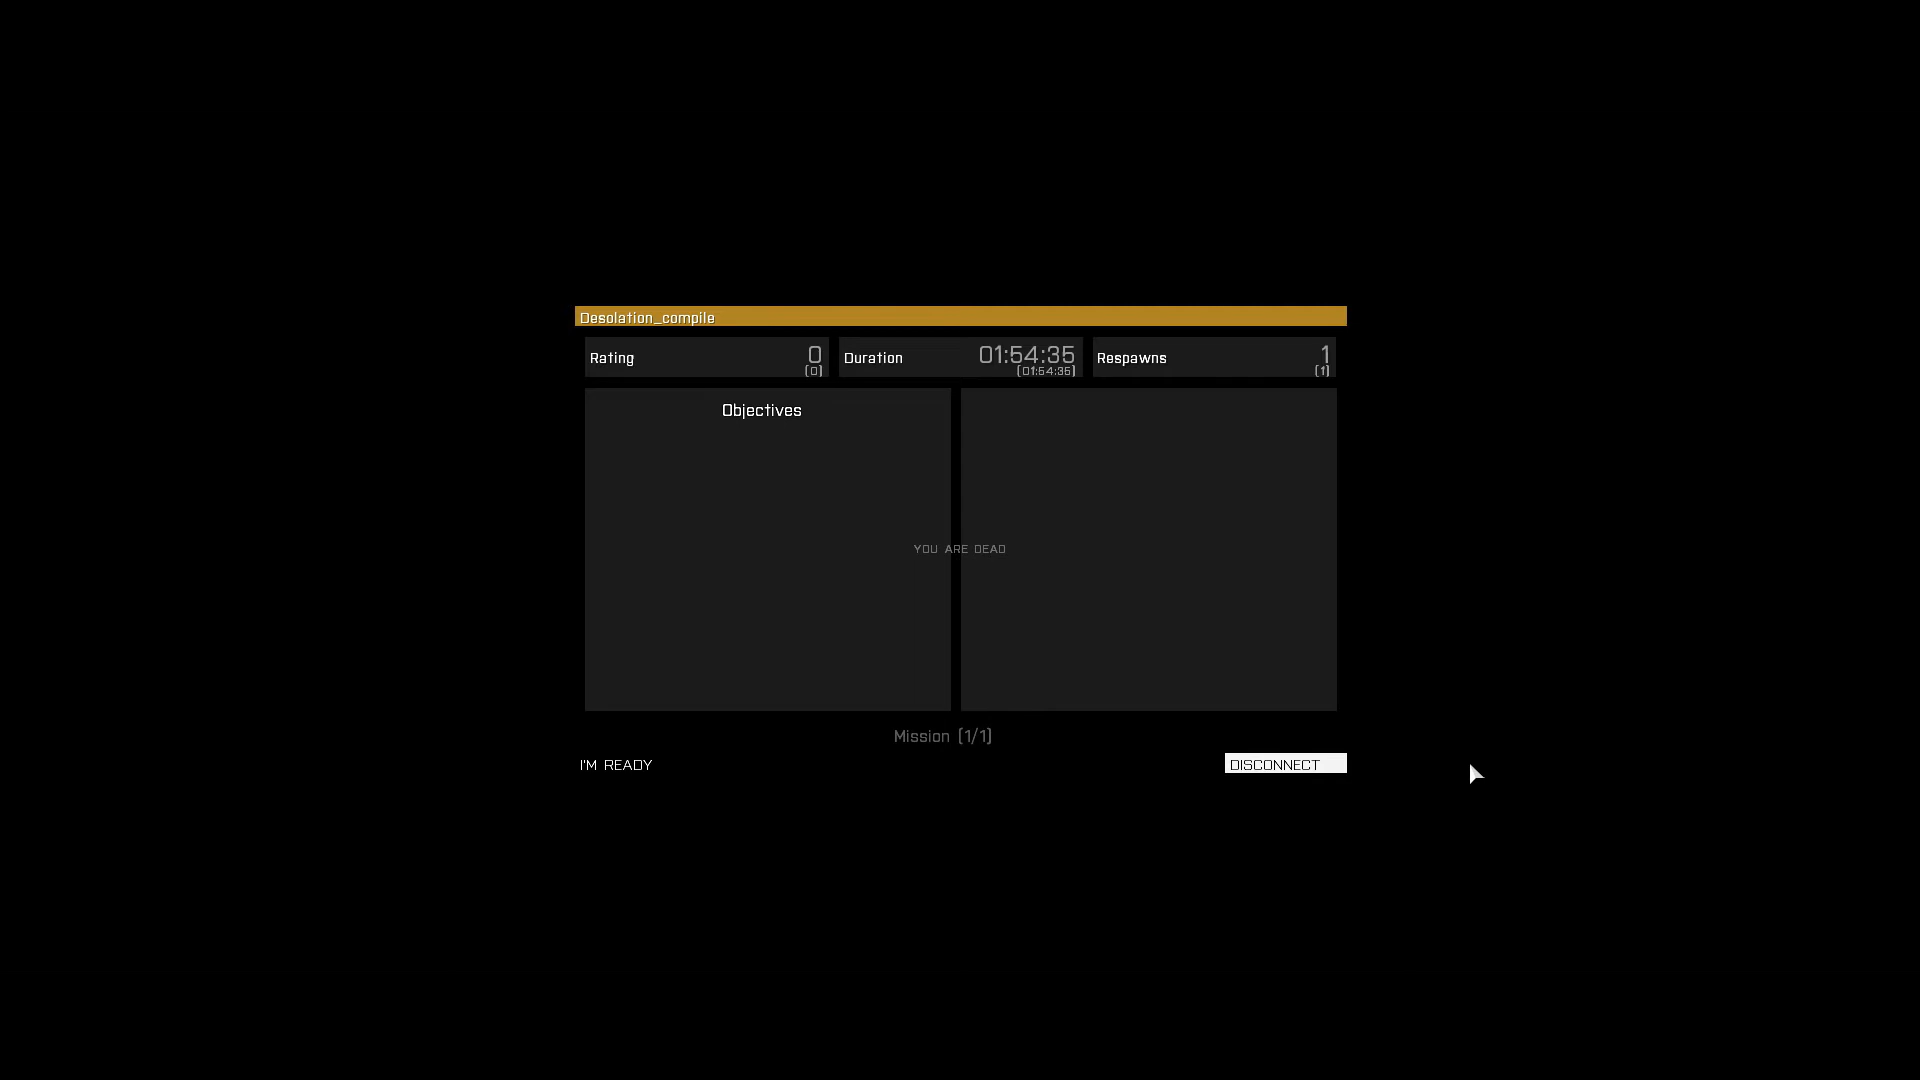 Desolation_compile
Rating 0 Duration 01:54:35 Respawns 1
(0) (01:54:35) (1)
Objectives
YOU ARE DEAD
Mission (1/1)
I'M READY DISCONNECT